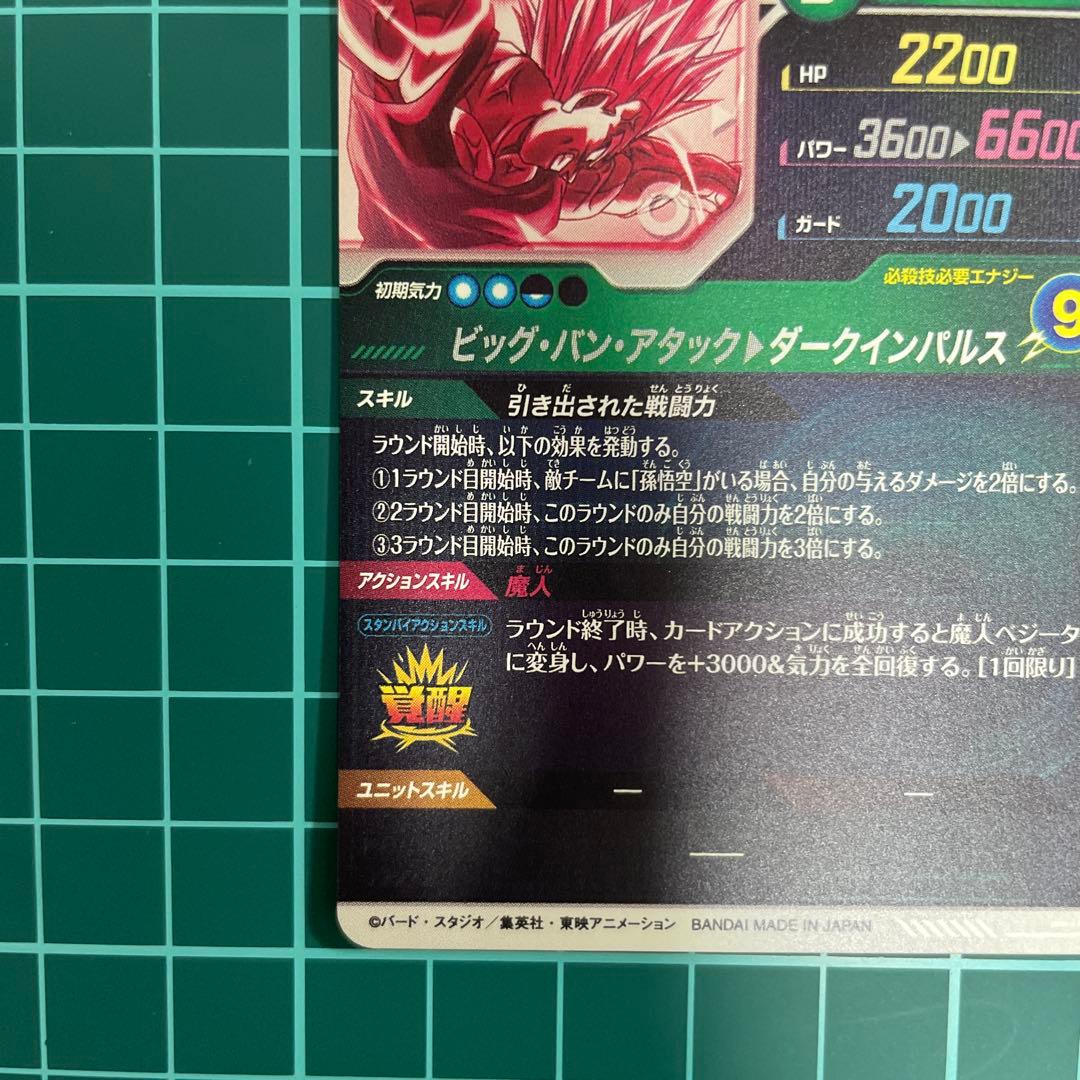 HP 2200
パワー 3600▶6600
ガード 2000
初期気力
必殺技必要エナジー 9
ビッグ・バン・アタック▶ダークインパルス
スキル 引き出された戦闘力
ラウンド開始時、以下の効果を発動する。
①1ラウンド目開始時、敵チームに「孫悟空」がいる場合、自分の与えるダメージを2倍にする。
②2ラウンド目開始時、このラウンドのみ自分の戦闘力を2倍にする。
③3ラウンド目開始時、このラウンドのみ自分の戦闘力を3倍にする。
アクションスキル 魔人
スタンバイアクションスキル
ラウンド終了時、カードアクションに成功すると魔人ベジータ
に変身し、パワーを+3000&気力を全回復する。[1回限り]
覚醒
ユニットスキル ー ー
ー
©バード・スタジオ／集英社・東映アニメーション BANDAI MADE IN JAPAN